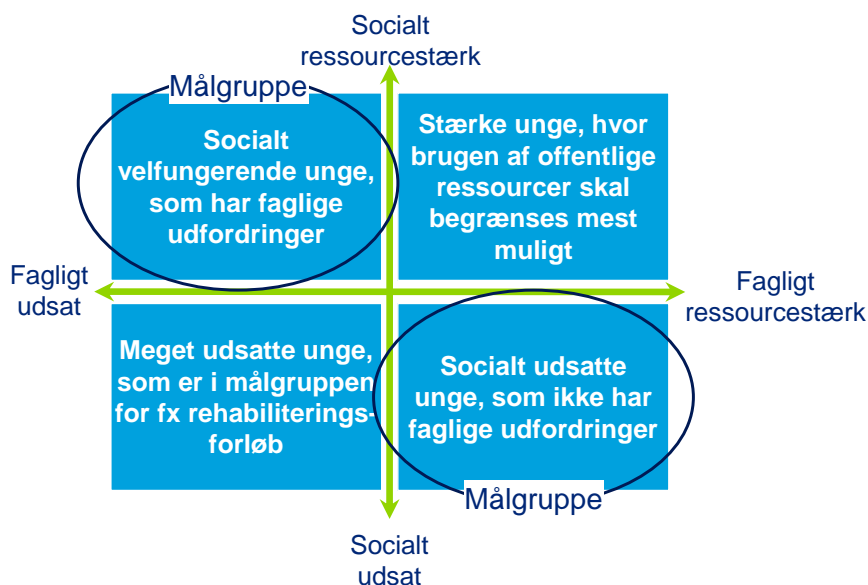 Socialt
ressourcestærk
Målgruppe
Socialt
velfungerende unge,
som har faglige
udfordringer
Stærke unge, hvor
brugen af offentlige
ressourcer skal
begrænses mest
muligt
Fagligt
udsat
Fagligt
ressourcestærk
Meget udsatte unge,
som er i målgruppen
for fx rehabiliterings-
forløb
Socialt udsatte
unge, som ikke har
faglige udfordringer
Målgruppe
Socialt
udsat